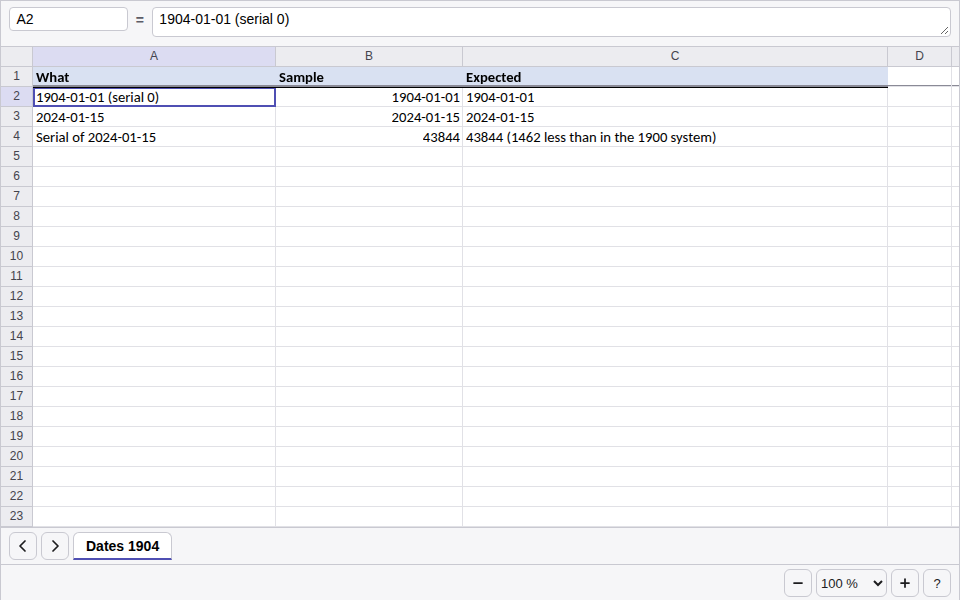 A2 = 1904-01-01 (serial 0)
A B C D
1 What Sample Expected
2 1904-01-01 (serial 0) 1904-01-01 1904-01-01
3 2024-01-15 2024-01-15 2024-01-15
4 Serial of 2024-01-15 43844 43844 (1462 less than in the 1900 system)
5
6
7
8
9
10
11
12
13
14
15
16
17
18
19
20
21
22
23
Dates 1904
− 100 % + ?